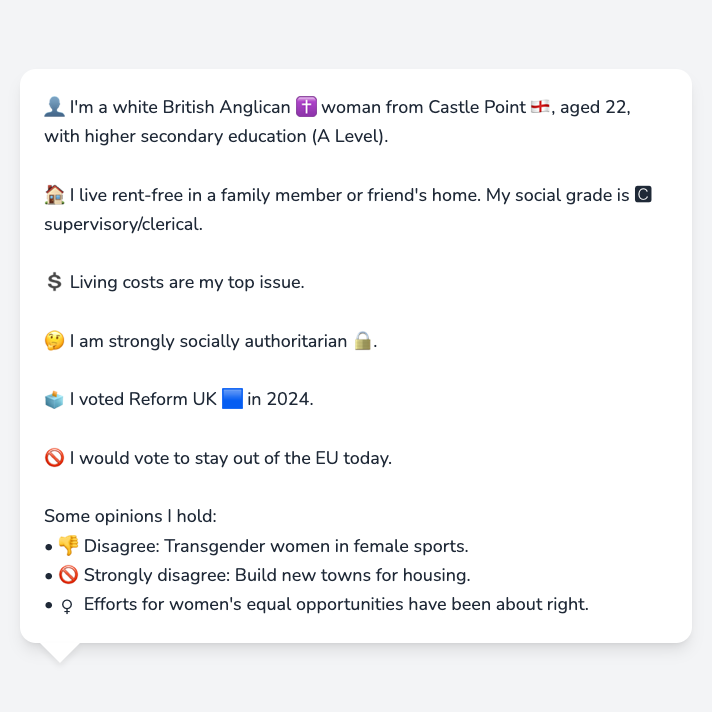 👤 I'm a white British Anglican ✝️ woman from Castle Point 🏴󠁧󠁢󠁥󠁮󠁧󠁿, aged 22,
with higher secondary education (A Level).
🏠 I live rent-free in a family member or friend's home. My social grade is 🅲
supervisory/clerical.
💲 Living costs are my top issue.
🤔 I am strongly socially authoritarian 🔒.
🗳️ I voted Reform UK 🟦 in 2024.
🚫 I would vote to stay out of the EU today.
Some opinions I hold:
• 👎 Disagree: Transgender women in female sports.
• 🚫 Strongly disagree: Build new towns for housing.
• ♀ Efforts for women's equal opportunities have been about right.